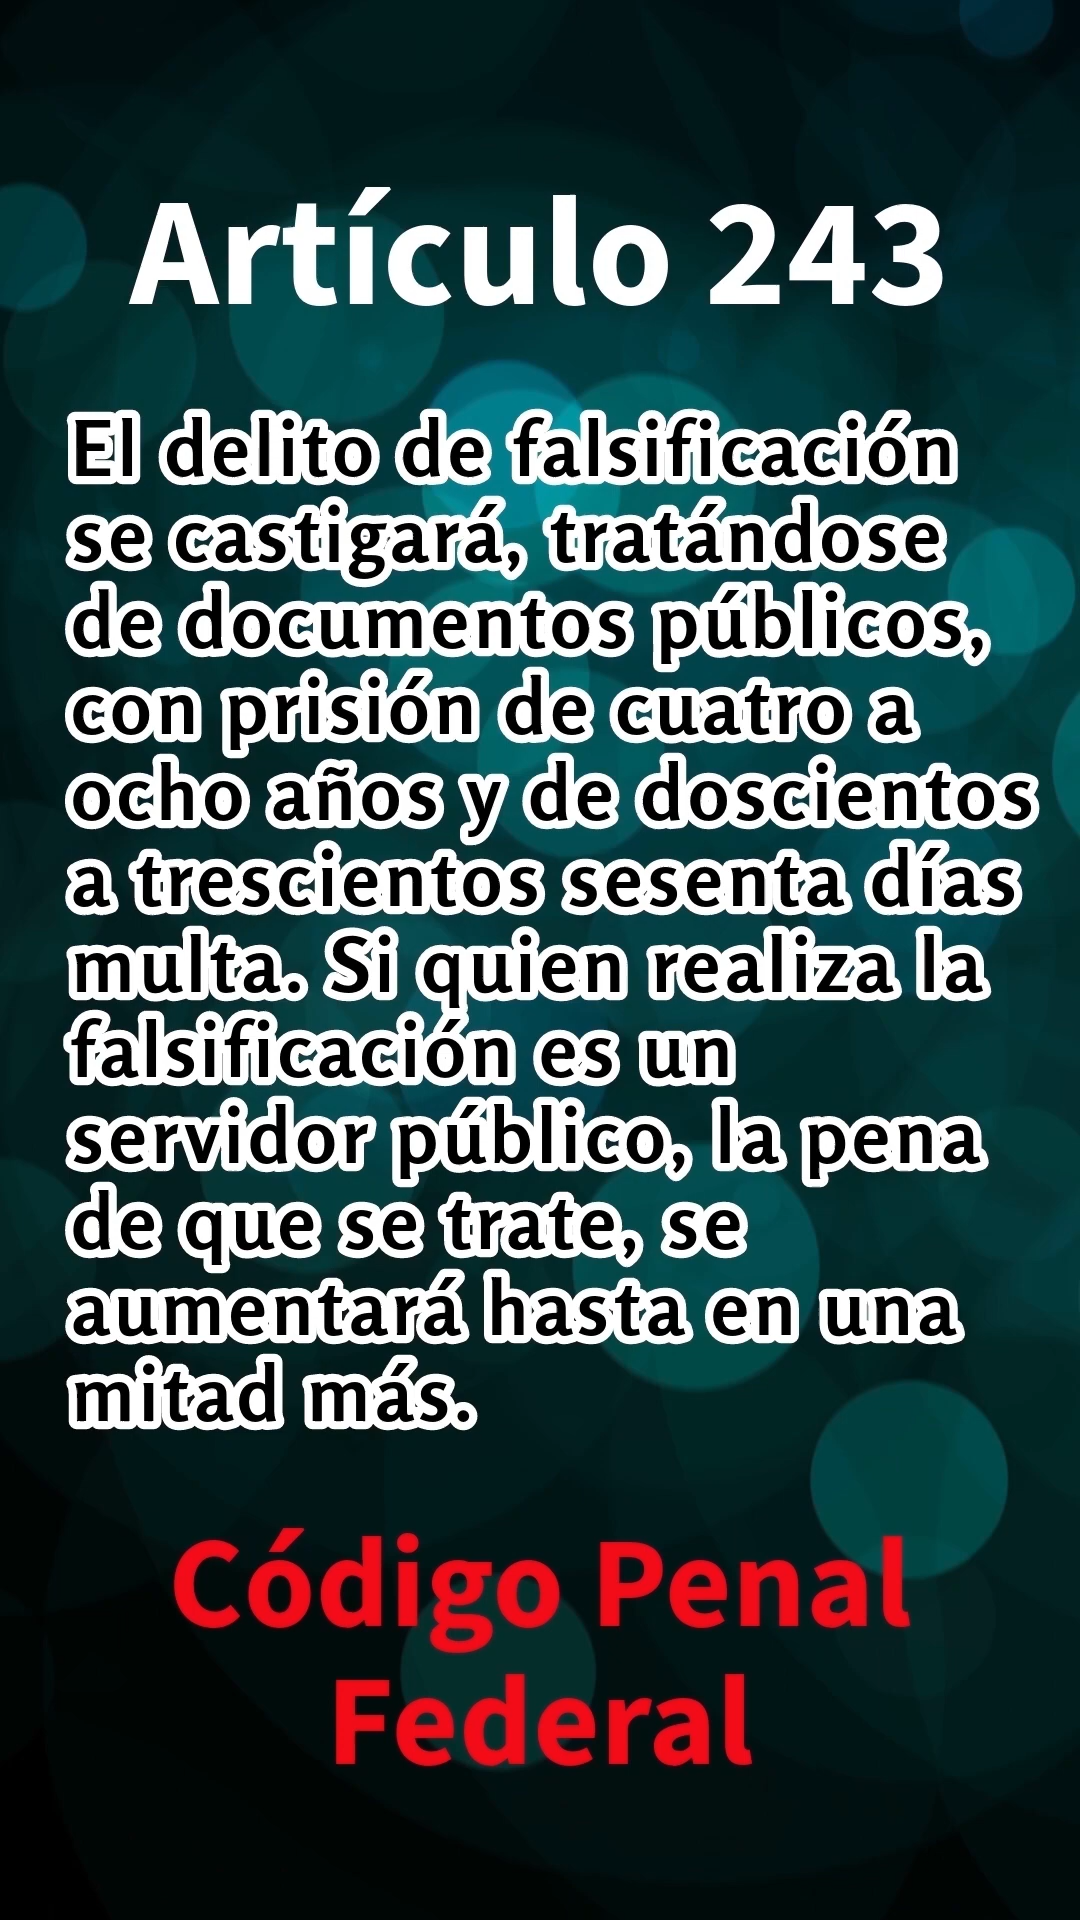 Artículo 243
El delito de falsificación
se castigará, tratándose
de documentos públicos,
con prisión de cuatro a
ocho años y de doscientos
a trescientos sesenta días
multa. Si quien realiza la
falsificación es un
servidor público, la pena
de que se trate, se
aumentará hasta en una
mitad más.
Código Penal
Federal